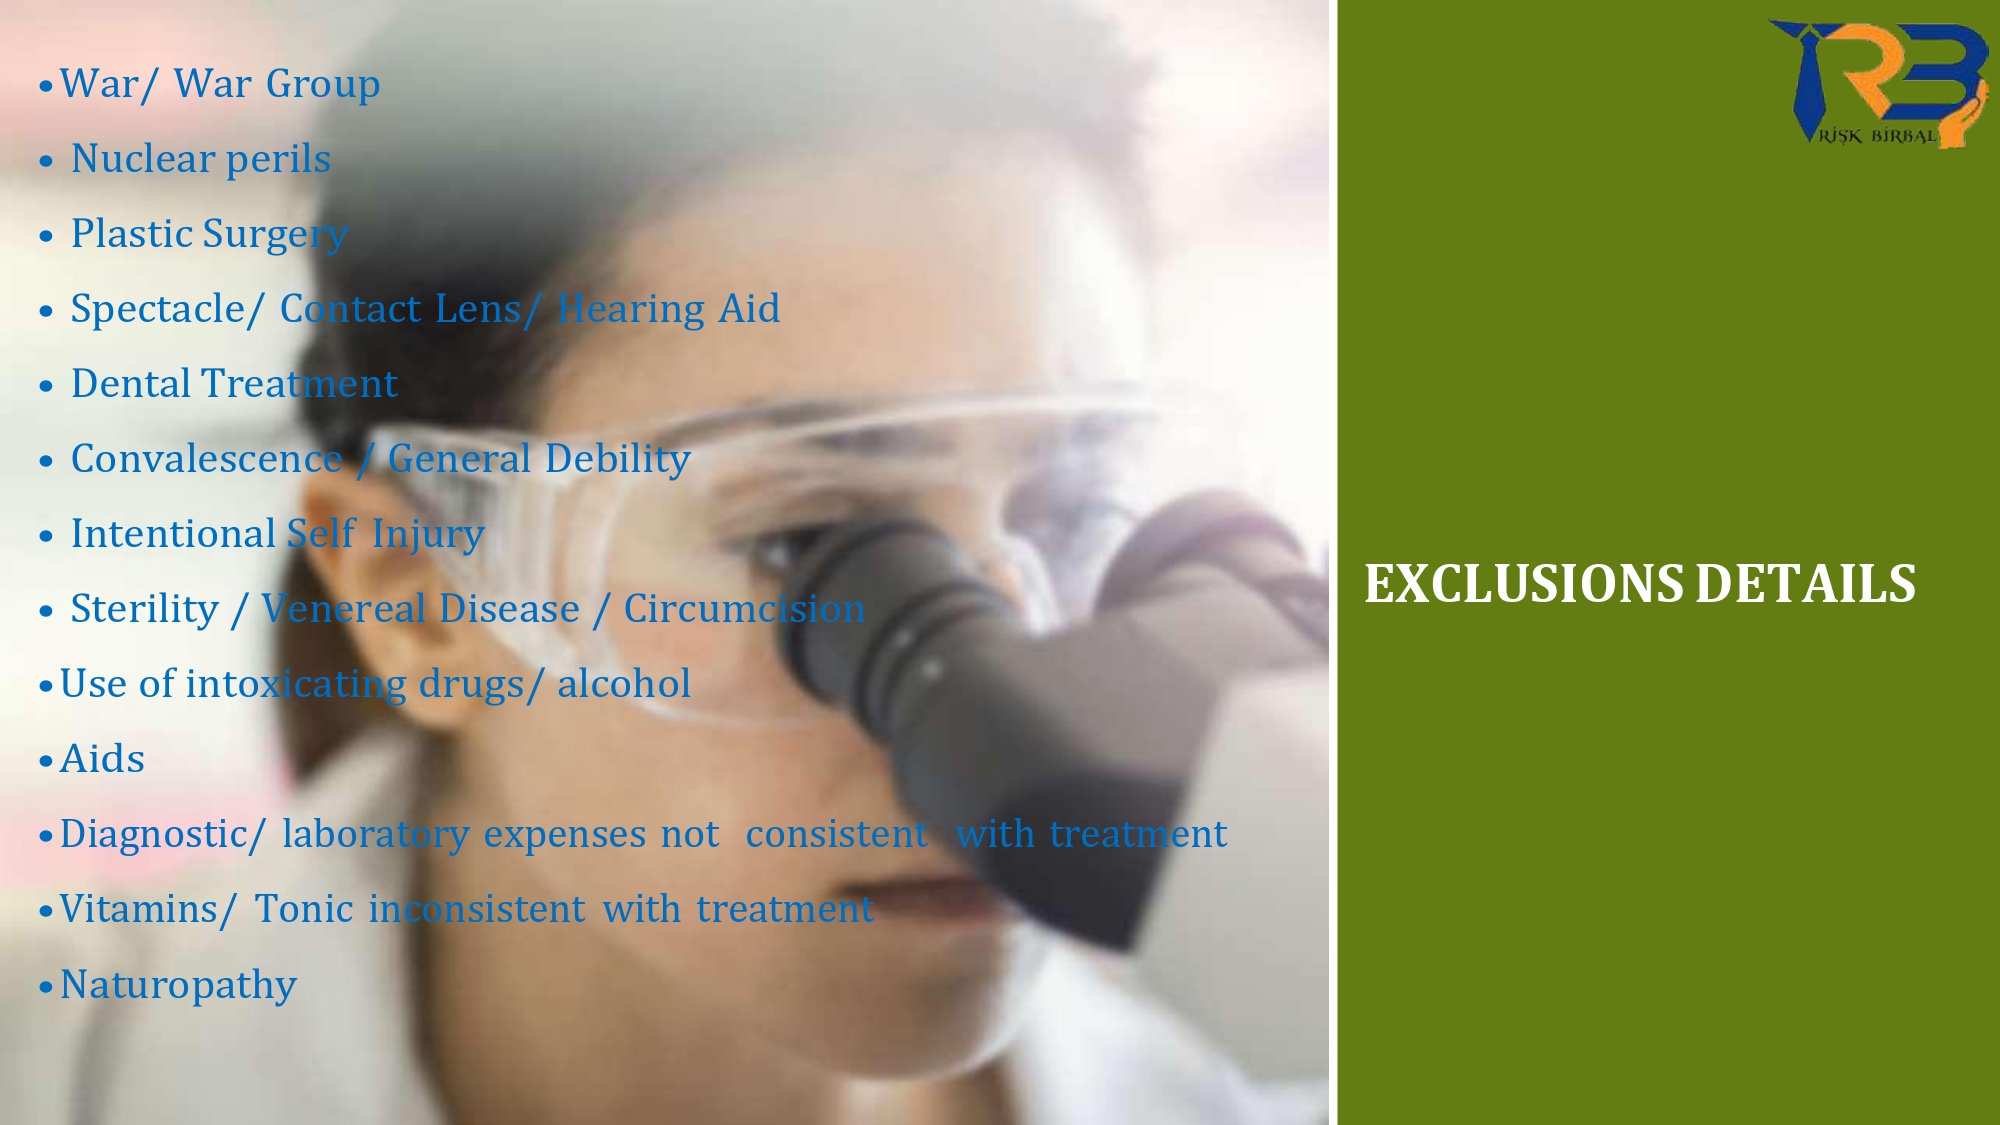 •War/ War Group
• Nuclear perils
• Plastic Surgery
• Spectacle/ Contact Lens/ Hearing Aid
• Dental Treatment
• Convalescence / General Debility
• Intentional Self Injury
• Sterility / Venereal Disease / Circumcision
•Use of intoxicating drugs/ alcohol
•Aids
•Diagnostic/ laboratory expenses not consistent with treatment
•Vitamins/ Tonic inconsistent with treatment
•Naturopathy
RB
RISK BIRBAL
EXCLUSIONS DETAILS